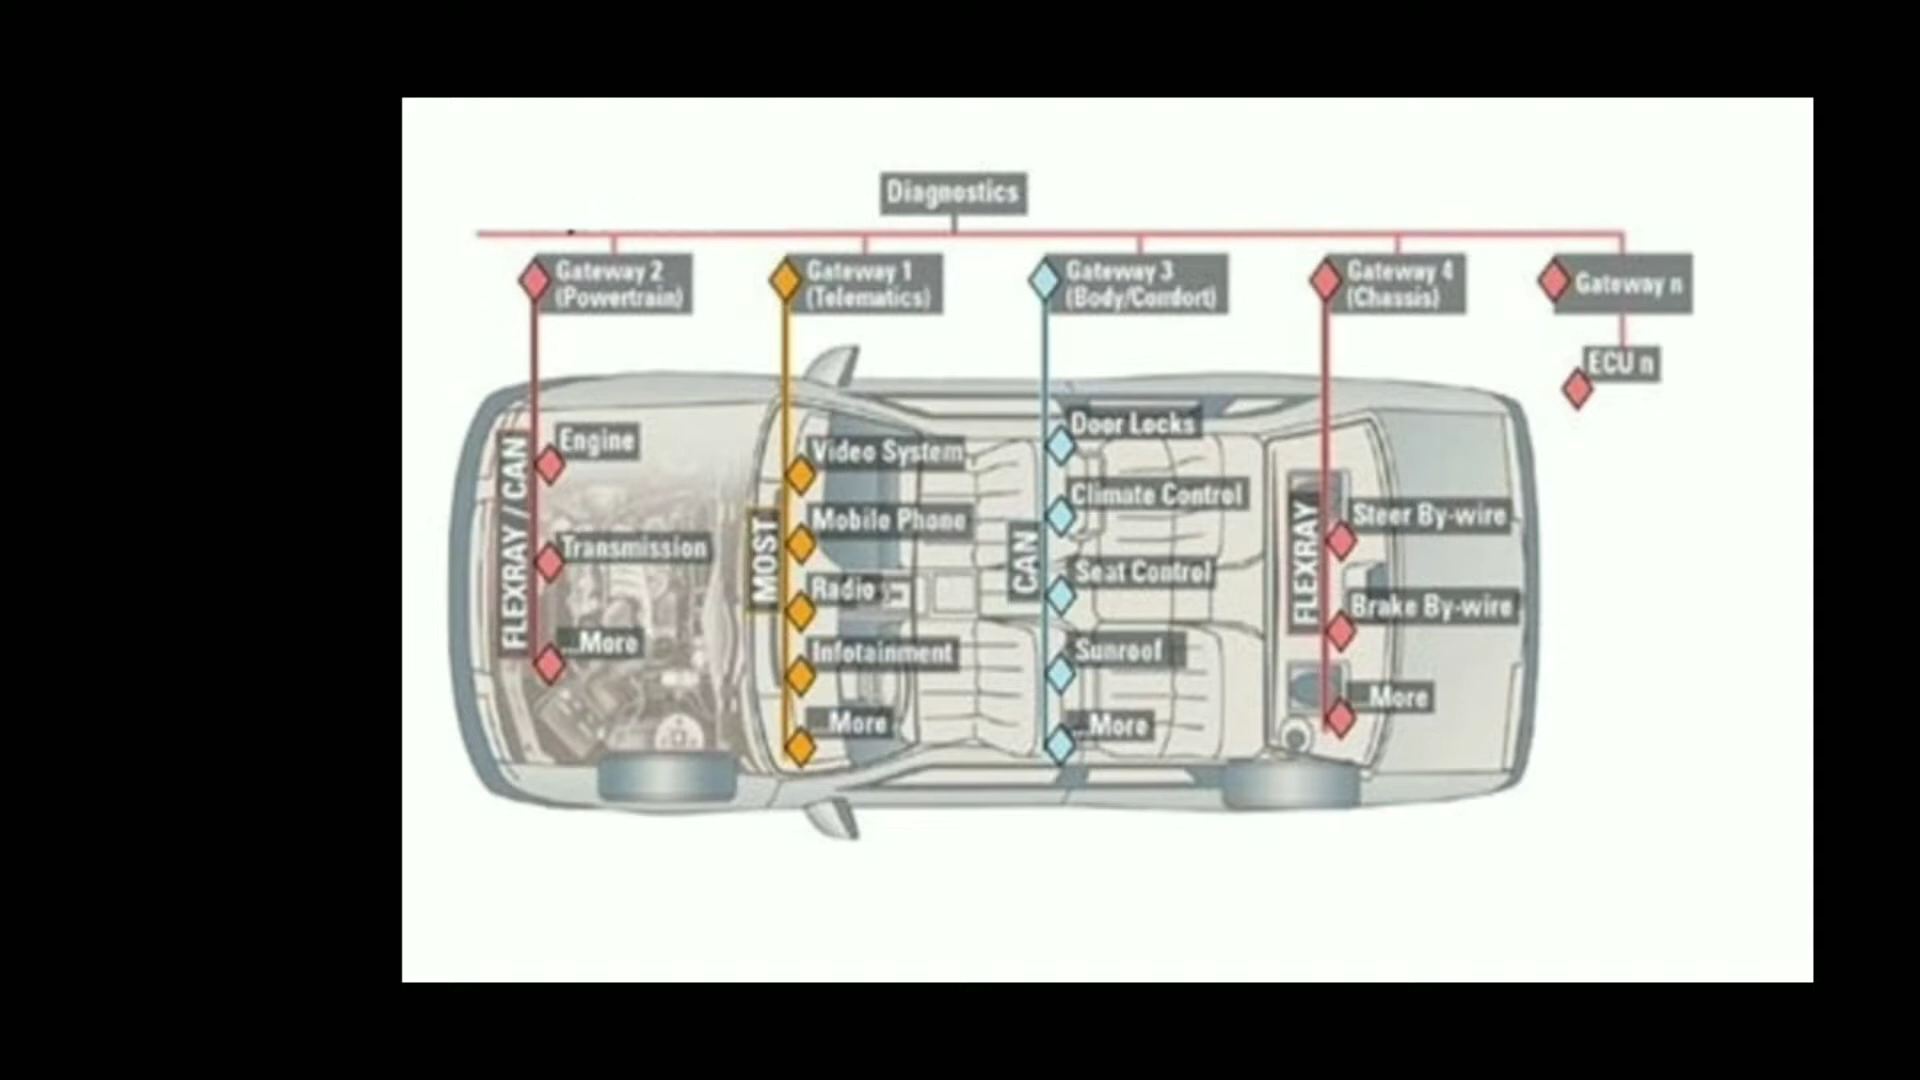 Diagnostics
Gateway 2
(Powertrain)
Gateway 1
(Telematics)
Gateway 3
(Body/Comfort)
Gateway 4
(Chassis)
Gateway n
ECU n
FLEXRAY / CAN
Engine
Transmission
...More
MOST
Video System
Mobile Phone
Radio
Infotainment
...More
CAN
Door Locks
Climate Control
Seat Control
Sunroof
...More
FLEXRAY
Steer By-wire
Brake By-wire
...More